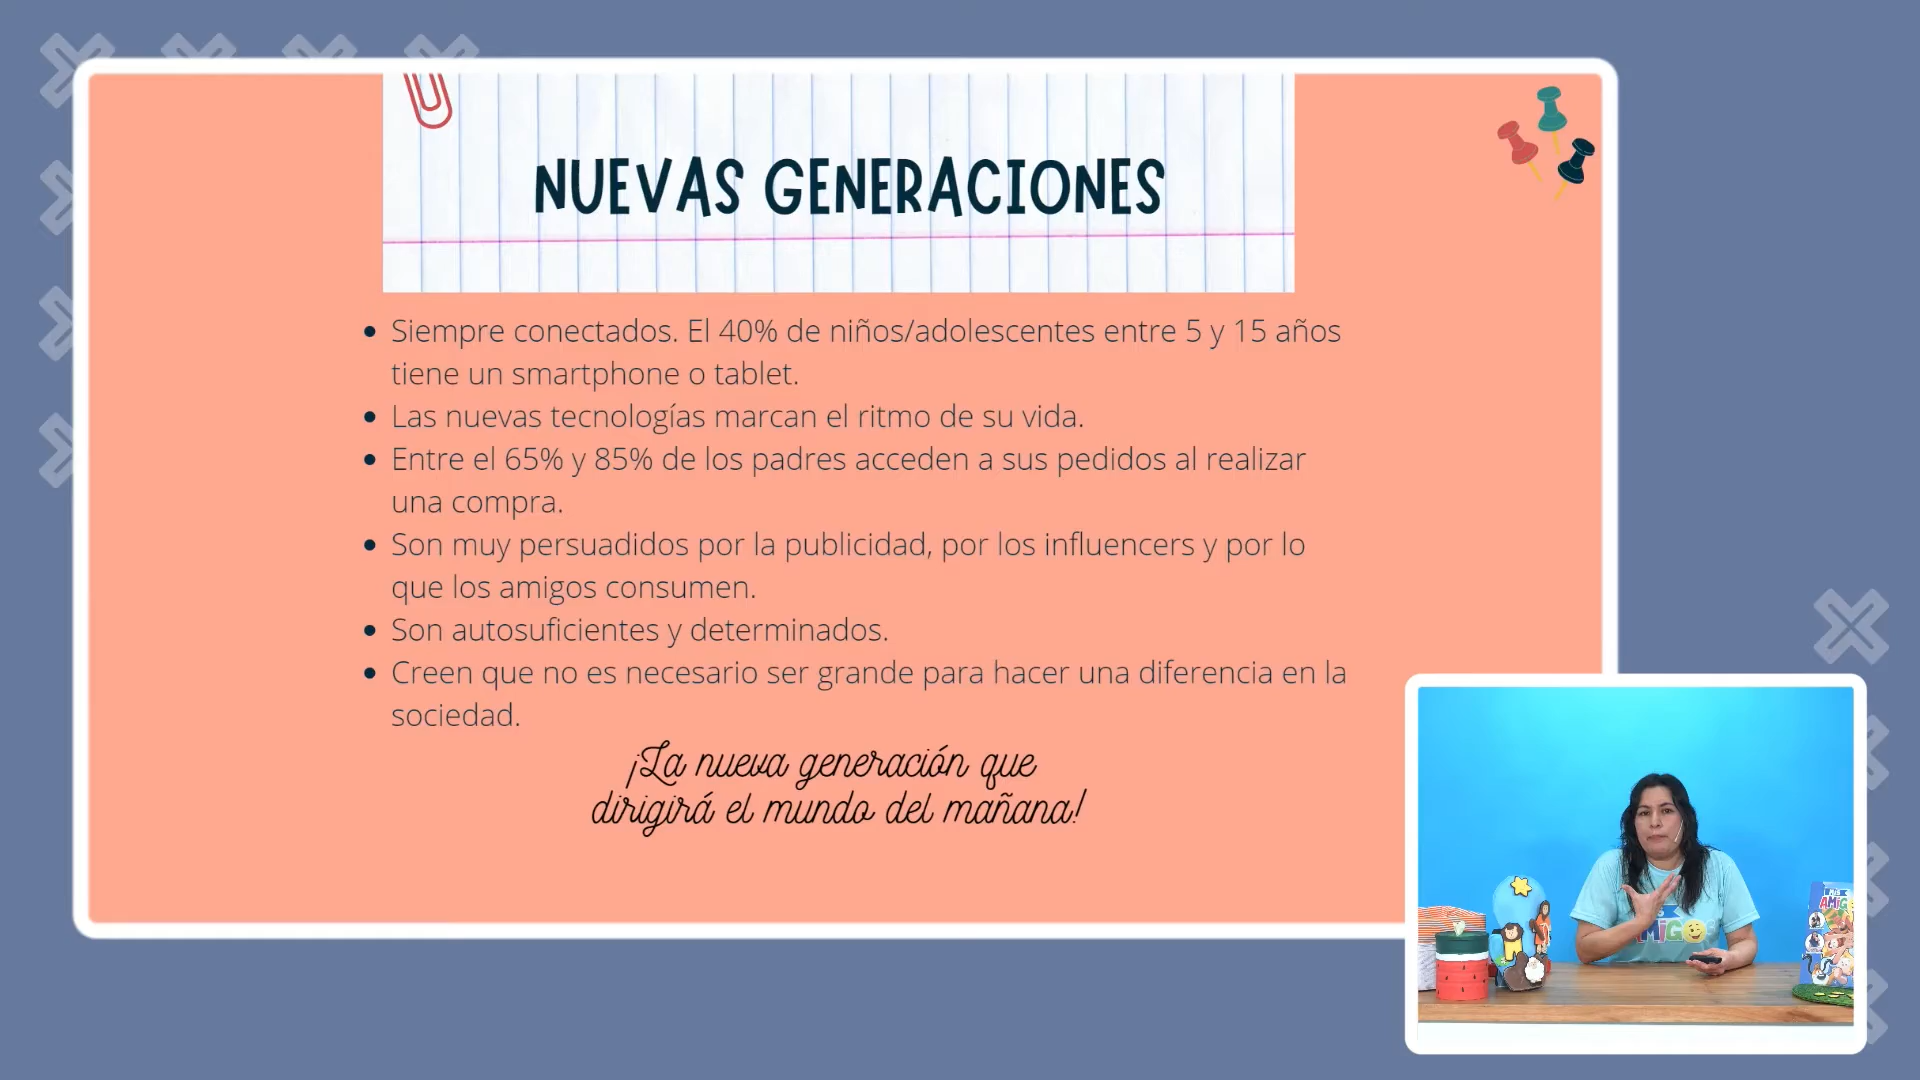 NUEVAS GENERACIONES
Siempre conectados. El 40% de niños/adolescentes entre 5 y 15 años
tiene un smartphone o tablet.
Las nuevas tecnologías marcan el ritmo de su vida.
Entre el 65% y 85% de los padres acceden a sus pedidos al realizar
una compra.
Son muy persuadidos por la publicidad, por los influencers y por lo
que los amigos consumen.
Son autosuficientes y determinados.
Creen que no es necesario ser grande para hacer una diferencia en la
sociedad.
¡La nueva generación que
dirigirá el mundo del mañana!